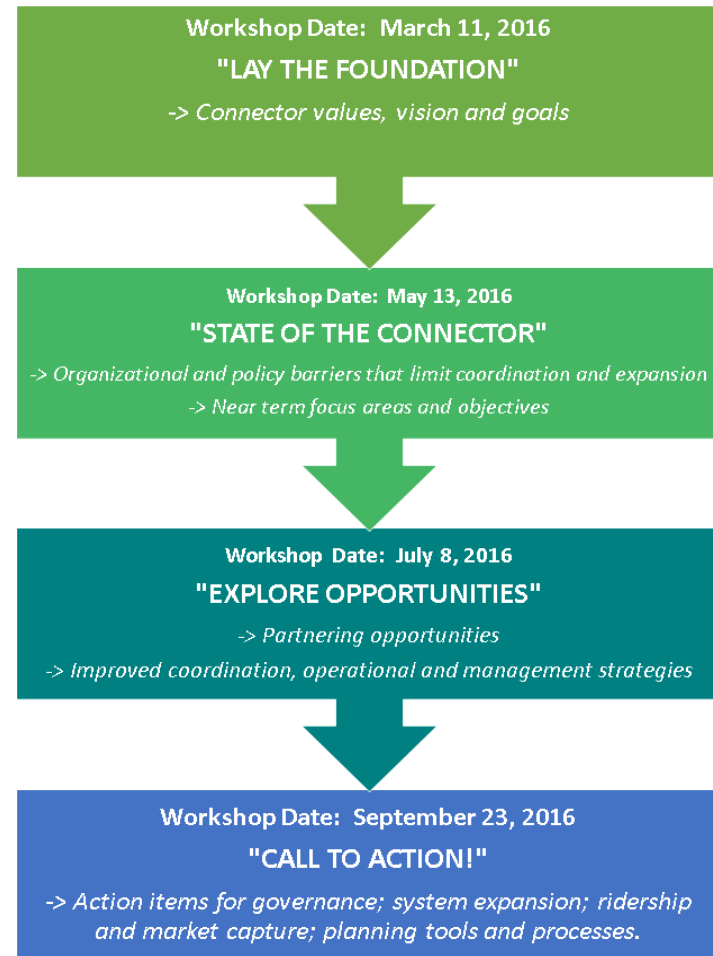 Workshop Date:  March 11, 2016
"LAY THE FOUNDATION"
-> Connector values, vision and goals
Workshop Date:  May 13, 2016
"STATE OF THE CONNECTOR"
-> Organizational and policy barriers that limit coordination and expansion
-> Near term focus areas and objectives
Workshop Date:  July 8, 2016
"EXPLORE OPPORTUNITIES"
-> Partnering opportunities
-> Improved coordination, operational and management strategies
Workshop Date:  September 23, 2016
"CALL TO ACTION!"
-> Action items for governance; system expansion; ridership
and market capture; planning tools and processes.